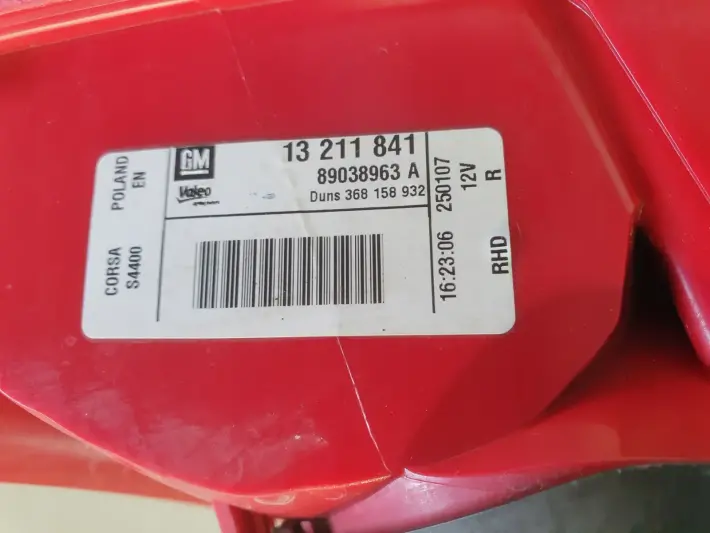 CORSA POLAND
S4400 EN
GM
Valeo
13 211 841
89038963 A
Duns 368 158 932
16:23:06 250107
12V
RHD R